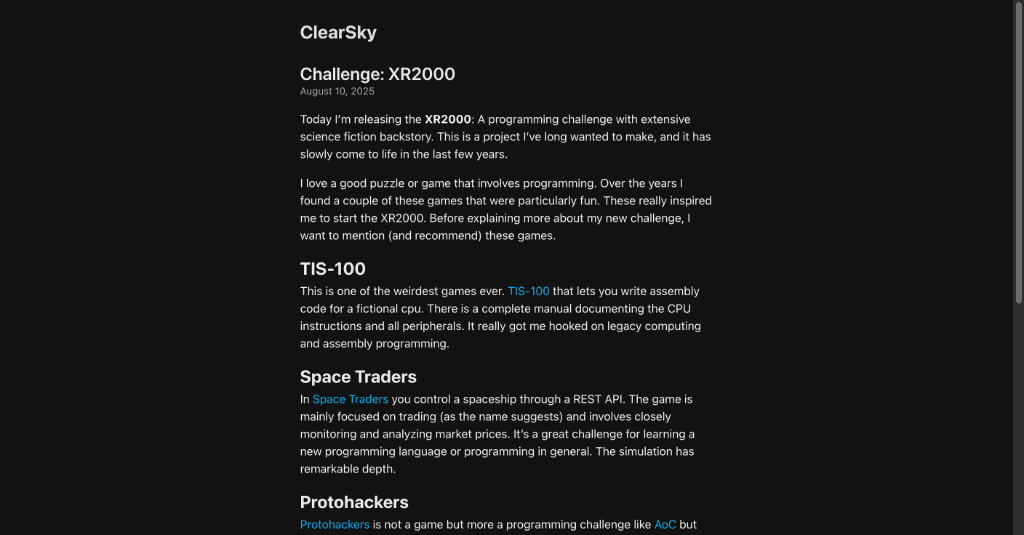 ClearSky
Challenge: XR2000
August 10, 2025
Today I'm releasing the XR2000: A programming challenge with extensive
science fiction backstory. This is a project I've long wanted to make, and it has
slowly come to life in the last few years.
I love a good puzzle or game that involves programming. Over the years I
found a couple of these games that were particularly fun. These really inspired
me to start the XR2000. Before explaining more about my new challenge, I
want to mention (and recommend) these games.
TIS-100
This is one of the weirdest games ever. TIS-100 that lets you write assembly
code for a fictional cpu. There is a complete manual documenting the CPU
instructions and all peripherals. It really got me hooked on legacy computing
and assembly programming.
Space Traders
In Space Traders you control a spaceship through a REST API. The game is
mainly focused on trading (as the name suggests) and involves closely
monitoring and analyzing market prices. It's a great challenge for learning a
new programming language or programming in general. The simulation has
remarkable depth.
Protohackers
Protohackers is not a game but more a programming challenge like AoC but